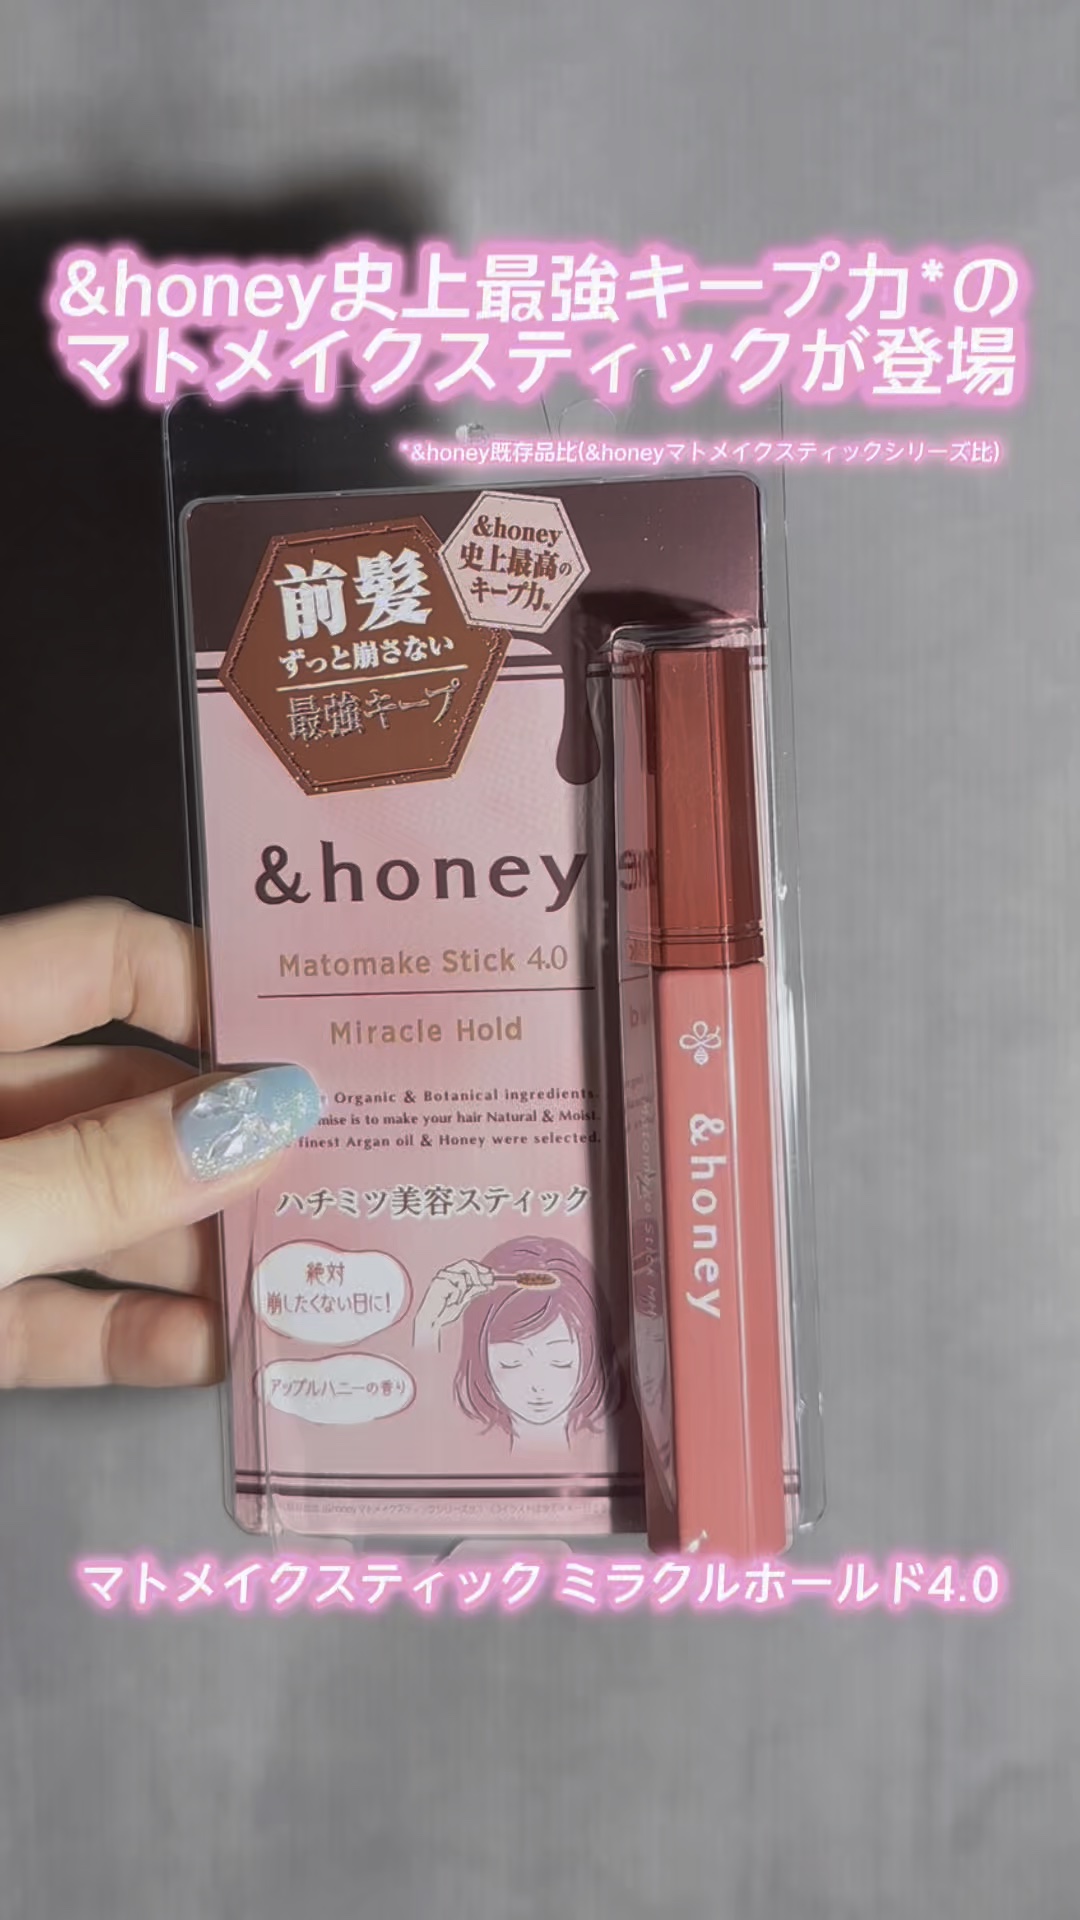 &honey史上最強キープ力*の
マトメイクスティックが登場
*&honey既存品比(&honeyマトメイクスティックシリーズ比)
&honey
史上最高の
キープ力
前髪
ずっと崩さない
最強キープ
&honey
Matomake Stick 4.0
Miracle Hold
Organic & Botanical ingredients.
mise is to make your hair Natural & Moist.
finest Argan oil & Honey were selected.
ハチミツ美容スティック
絶対
崩したくない日に!
アップルハニーの香り
&honey
マトメイクスティック ミラクルホールド4.0